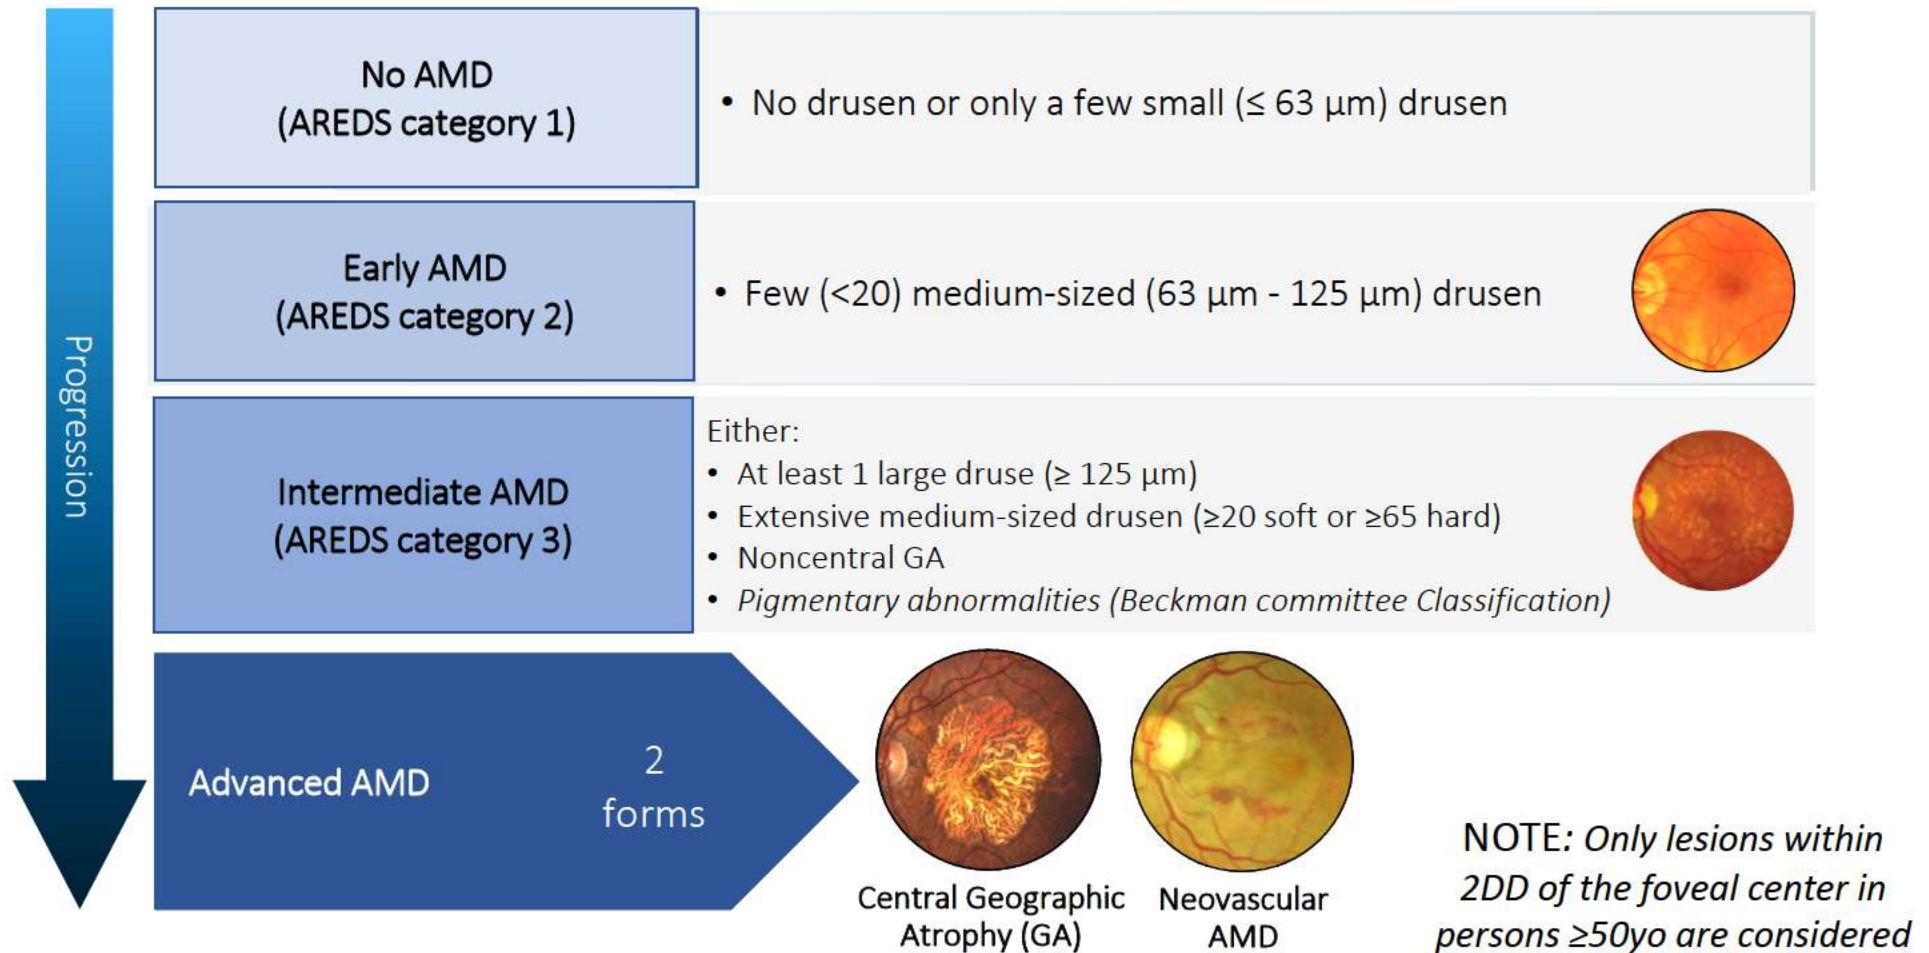 Progression
No AMD
(AREDS category 1)
• No drusen or only a few small (≤ 63 µm) drusen
Early AMD
(AREDS category 2)
• Few (<20) medium-sized (63 µm - 125 µm) drusen
Intermediate AMD
(AREDS category 3)
Either:
• At least 1 large druse (≥ 125 µm)
• Extensive medium-sized drusen (≥20 soft or ≥65 hard)
• Noncentral GA
• Pigmentary abnormalities (Beckman committee Classification)
Advanced AMD
2
forms
Central Geographic
Atrophy (GA)
Neovascular
AMD
NOTE: Only lesions within
2DD of the foveal center in
persons ≥50yo are considered